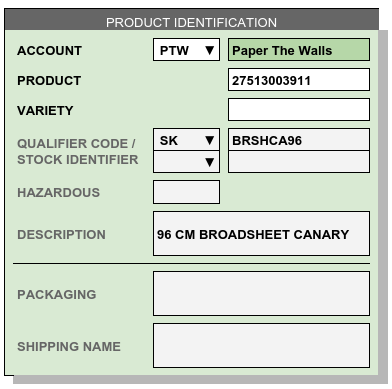 PRODUCT IDENTIFICATION
ACCOUNT PTW ▼ Paper The Walls
PRODUCT 27513003911
VARIETY
QUALIFIER CODE / SK ▼ BRSHCA96
STOCK IDENTIFIER ▼
HAZARDOUS
DESCRIPTION 96 CM BROADSHEET CANARY
PACKAGING
SHIPPING NAME